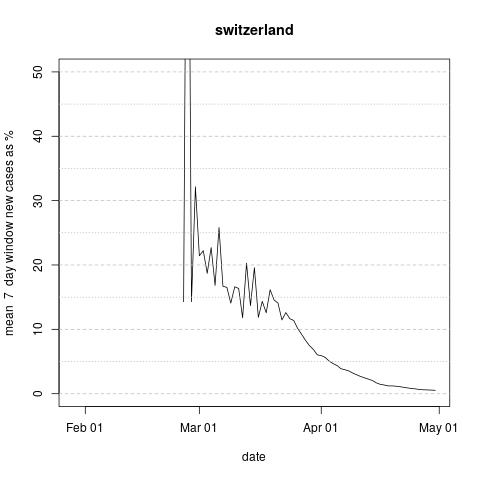 switzerland
mean 7 day window new cases as %
50
40
30
20
10
0
Feb 01
Mar 01
Apr 01
May 01
date